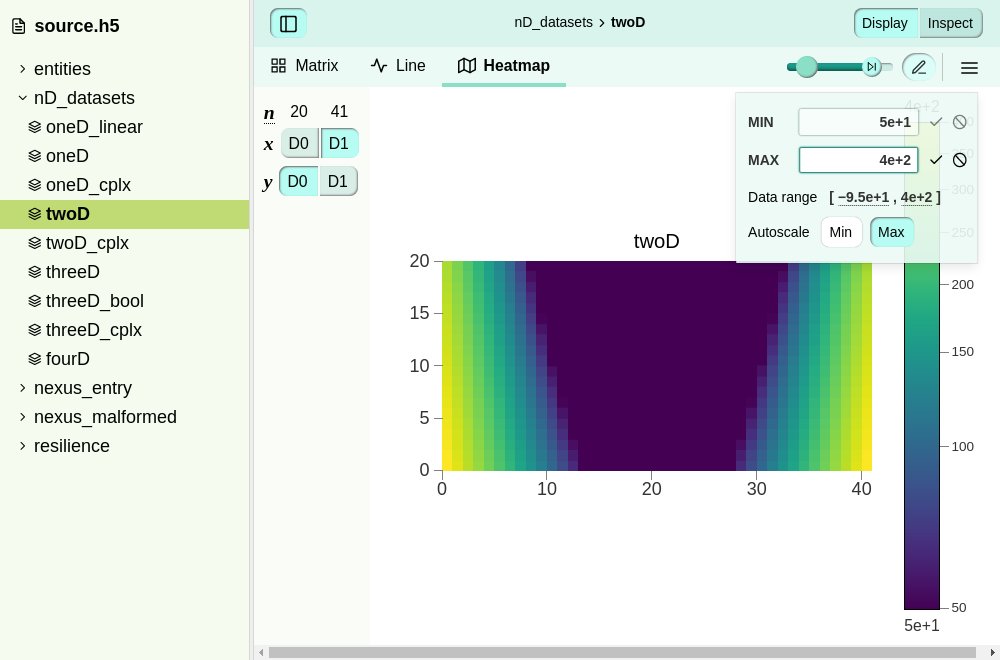 source.h5
entities
nD_datasets
oneD_linear
oneD
oneD_cplx
twoD
twoD_cplx
threeD
threeD_bool
threeD_cplx
fourD
nexus_entry
nexus_malformed
resilience
nD_datasets › twoD
Display Inspect
Matrix Line Heatmap
n 20 41
x D0 D1
y D0 D1
MIN 5e+1
MAX 4e+2
Data range [ −9.5e+1 , 4e+2 ]
Autoscale Min Max
twoD
20
15
10
5
0
0 10 20 30 40
4e+2
300
250
200
150
100
50
5e+1